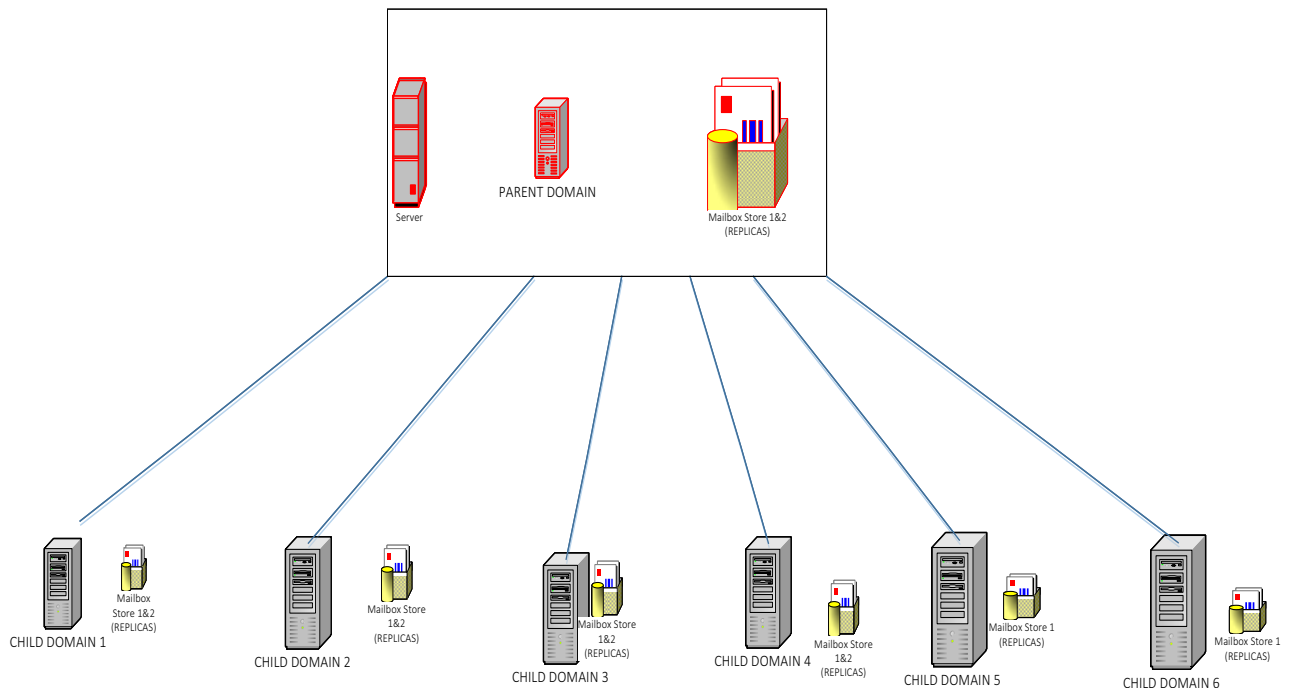 PARENT DOMAIN
Server
Mailbox Store 1&2
(REPLICAS)
Mailbox
Store 1&2
(REPLICAS)
CHILD DOMAIN 1
Mailbox Store
1&2
(REPLICAS)
CHILD DOMAIN 2
Mailbox Store
1&2
(REPLICAS)
CHILD DOMAIN 3
Mailbox Store
1&2
(REPLICAS)
CHILD DOMAIN 4
Mailbox Store 1
(REPLICAS)
CHILD DOMAIN 5
Mailbox Store 1
(REPLICAS)
CHILD DOMAIN 6